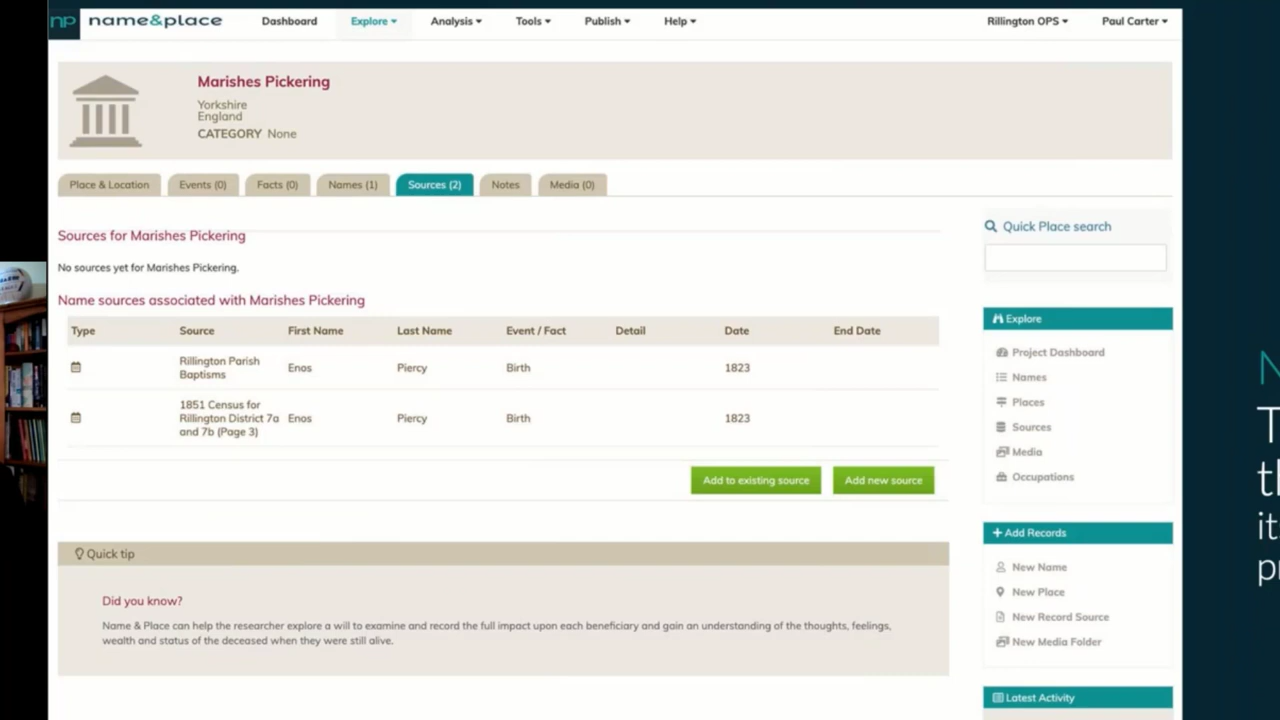 np name&place Dashboard Explore Analysis Tools Publish Help Rillington OPS Paul Carter
Marishes Pickering
Yorkshire
England
CATEGORY None
Place & Location Events (0) Facts (0) Names (1) Sources (2) Notes Media (0)
Sources for Marishes Pickering
No sources yet for Marishes Pickering.
Name sources associated with Marishes Pickering
Type Source First Name Last Name Event / Fact Detail Date End Date
Rillington Parish
Baptisms
Enos Piercy Birth 1823
1851 Census for
Rillington District 7a
and 7b (Page 3)
Enos Piercy Birth 1823
Add to existing source Add new source
Quick tip
Did you know?
Name & Place can help the researcher explore a will to examine and record the full impact upon each beneficiary and gain an understanding of the thoughts, feelings,
wealth and status of the deceased when they were still alive.
Quick Place search
Explore
Project Dashboard
Names
Places
Sources
Media
Occupations
Add Records
New Name
New Place
New Record Source
New Media Folder
Latest Activity